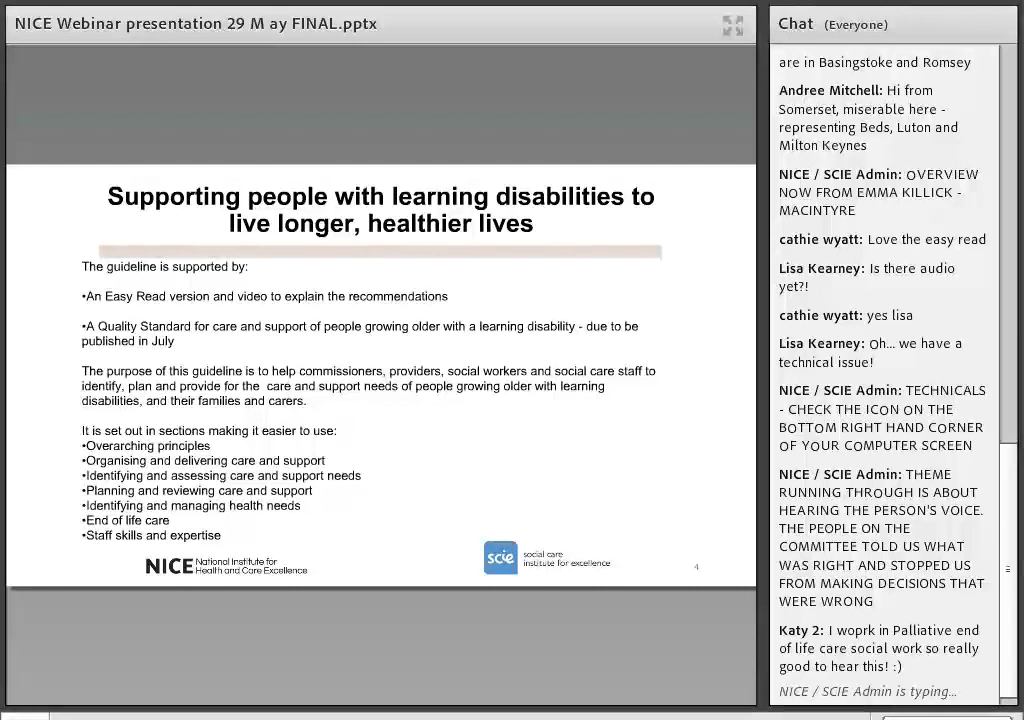 NICE Webinar presentation 29 M ay FINAL.pptx
Supporting people with learning disabilities to
live longer, healthier lives
The guideline is supported by:
•An Easy Read version and video to explain the recommendations
•A Quality Standard for care and support of people growing older with a learning disability - due to be
published in July
The purpose of this guideline is to help commissioners, providers, social workers and social care staff to
identify, plan and provide for the  care and support needs of people growing older with learning
disabilities, and their families and carers.
It is set out in sections making it easier to use:
•Overarching principles
•Organising and delivering care and support
•Identifying and assessing care and support needs
•Planning and reviewing care and support
•Identifying and managing health needs
•End of life care
•Staff skills and expertise
NICE National Institute for
Health and Care Excellence
scie social care
institute for excellence
4
Chat (Everyone)
are in Basingstoke and Romsey
Andree Mitchell: Hi from
Somerset, miserable here -
representing Beds, Luton and
Milton Keynes
NICE / SCIE Admin: OVERVIEW
NOW FROM EMMA KILLICK -
MACINTYRE
cathie wyatt: Love the easy read
Lisa Kearney: Is there audio
yet?!
cathie wyatt: yes lisa
Lisa Kearney: Oh... we have a
technical issue!
NICE / SCIE Admin: TECHNICALS
- CHECK THE ICON ON THE
BOTTOM RIGHT HAND CORNER
OF YOUR COMPUTER SCREEN
NICE / SCIE Admin: THEME
RUNNING THROUGH IS ABOUT
HEARING THE PERSON'S VOICE.
THE PEOPLE ON THE
COMMITTEE TOLD US WHAT
WAS RIGHT AND STOPPED US
FROM MAKING DECISIONS THAT
WERE WRONG
Katy 2: I woprk in Palliative end
of life care social work so really
good to hear this! :)
NICE / SCIE Admin is typing...